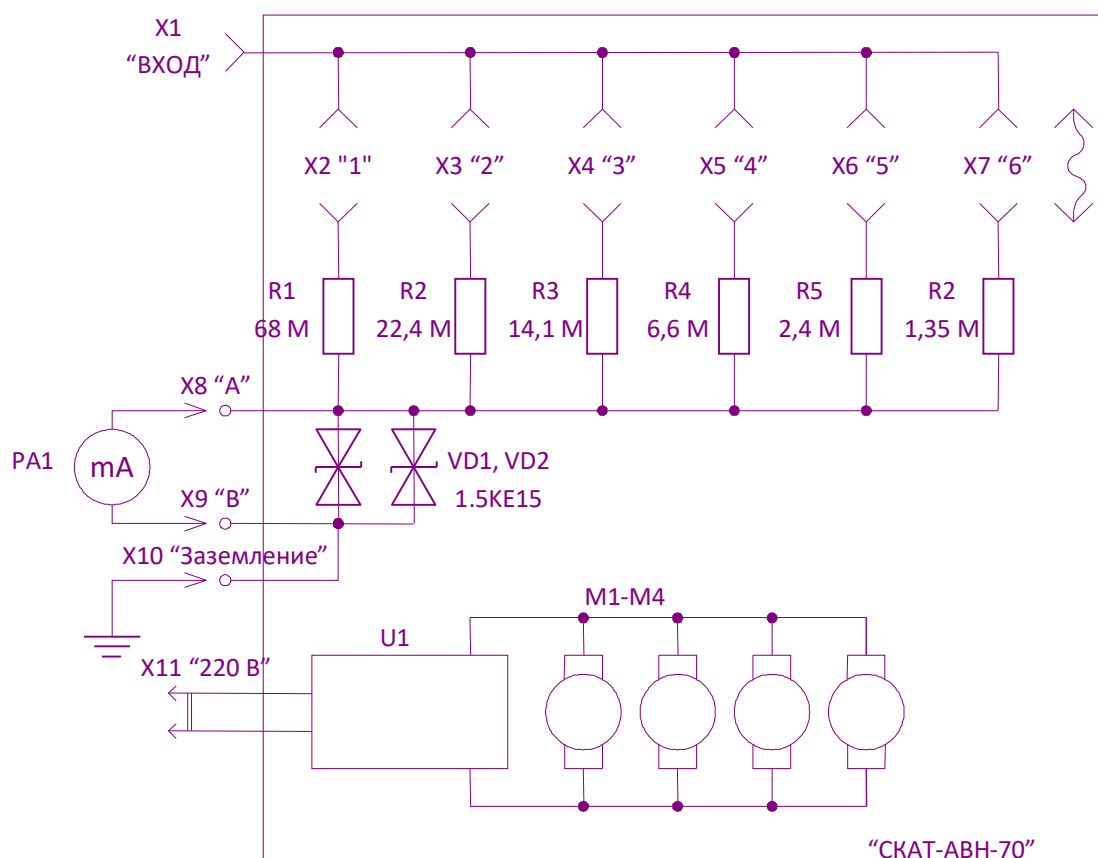 X1
“ВХОД”
X2 "1"
X3 “2”
X4 “3”
X5 “4”
X6 “5”
X7 “6”
R1
68 М
R2
22,4 М
R3
14,1 М
R4
6,6 М
R5
2,4 М
R2
1,35 М
X8 “А”
PA1
mA
VD1, VD2
1.5KE15
X9 “В”
X10 “Заземление”
М1-М4
U1
X11 “220 В”
“СКАТ-АВН-70”